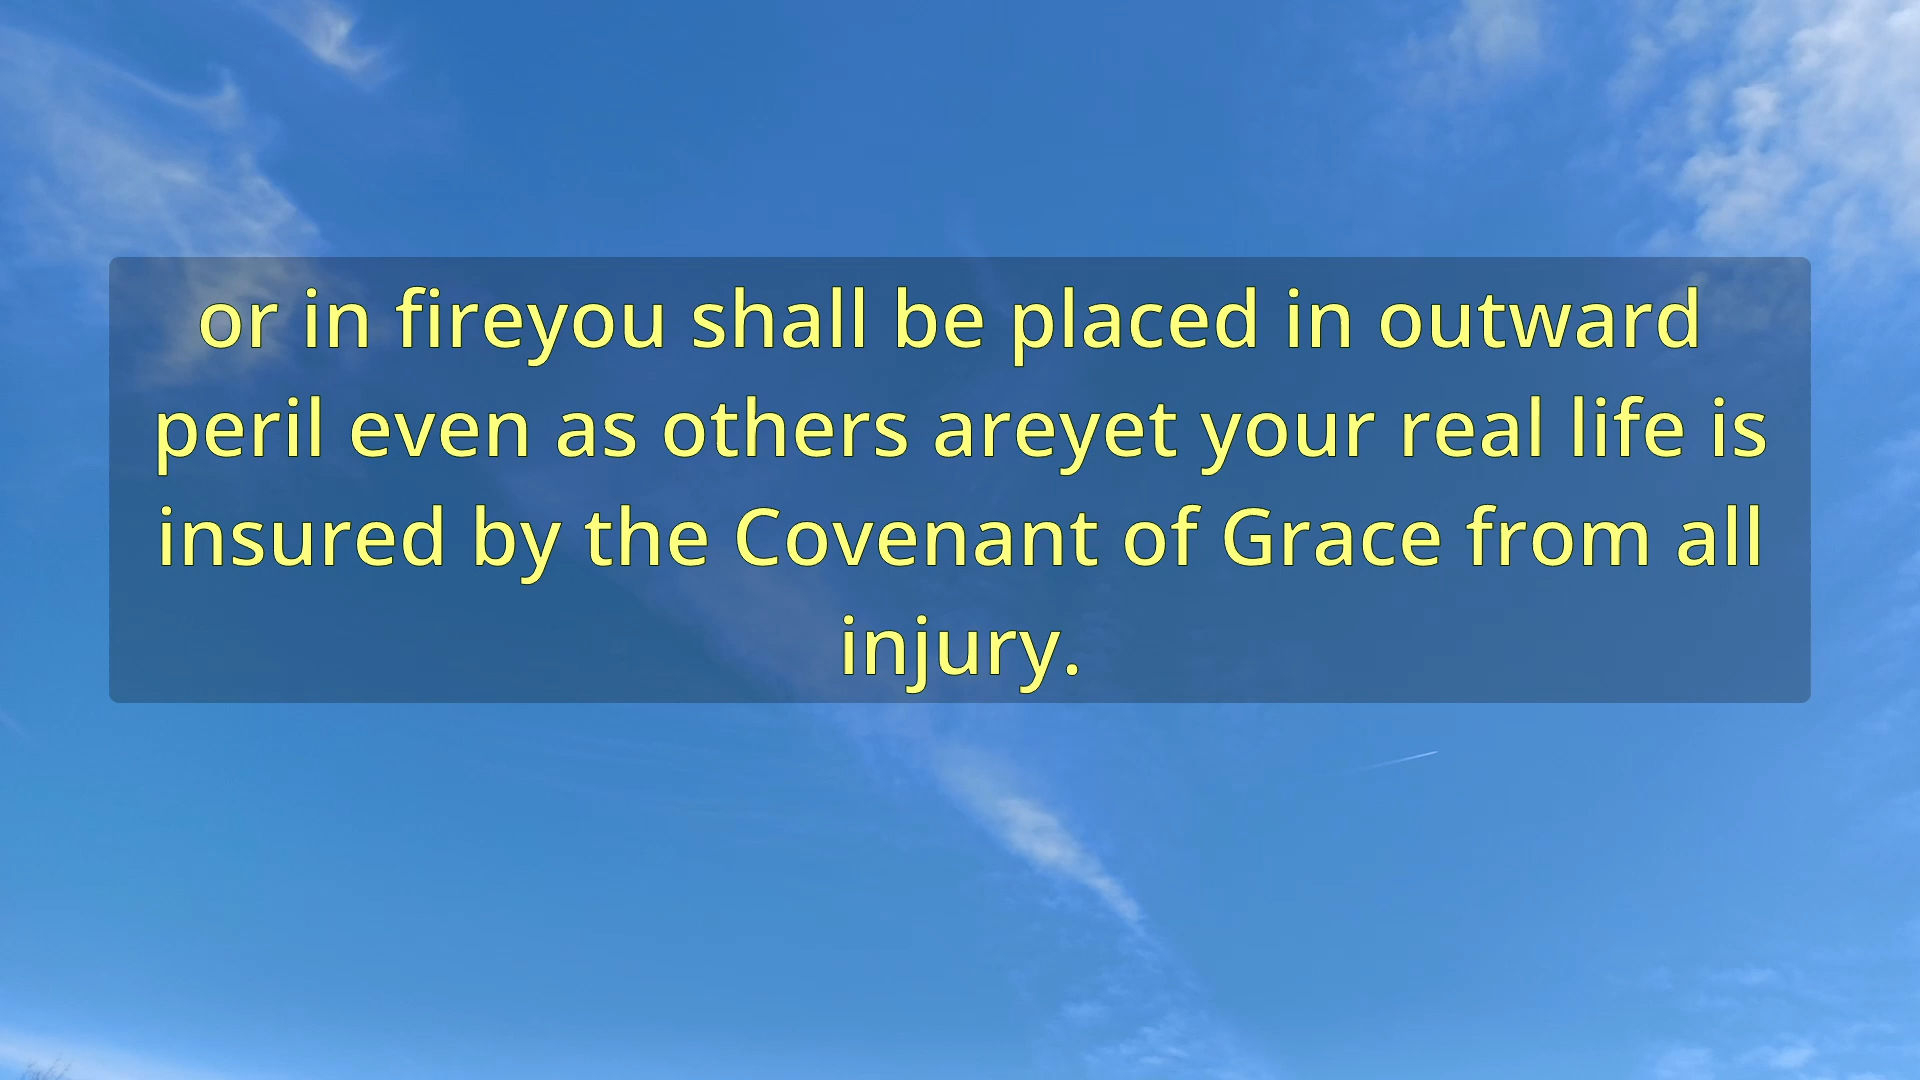 or in fireyou shall be placed in outward
peril even as others areyet your real life is
insured by the Covenant of Grace from all
injury.